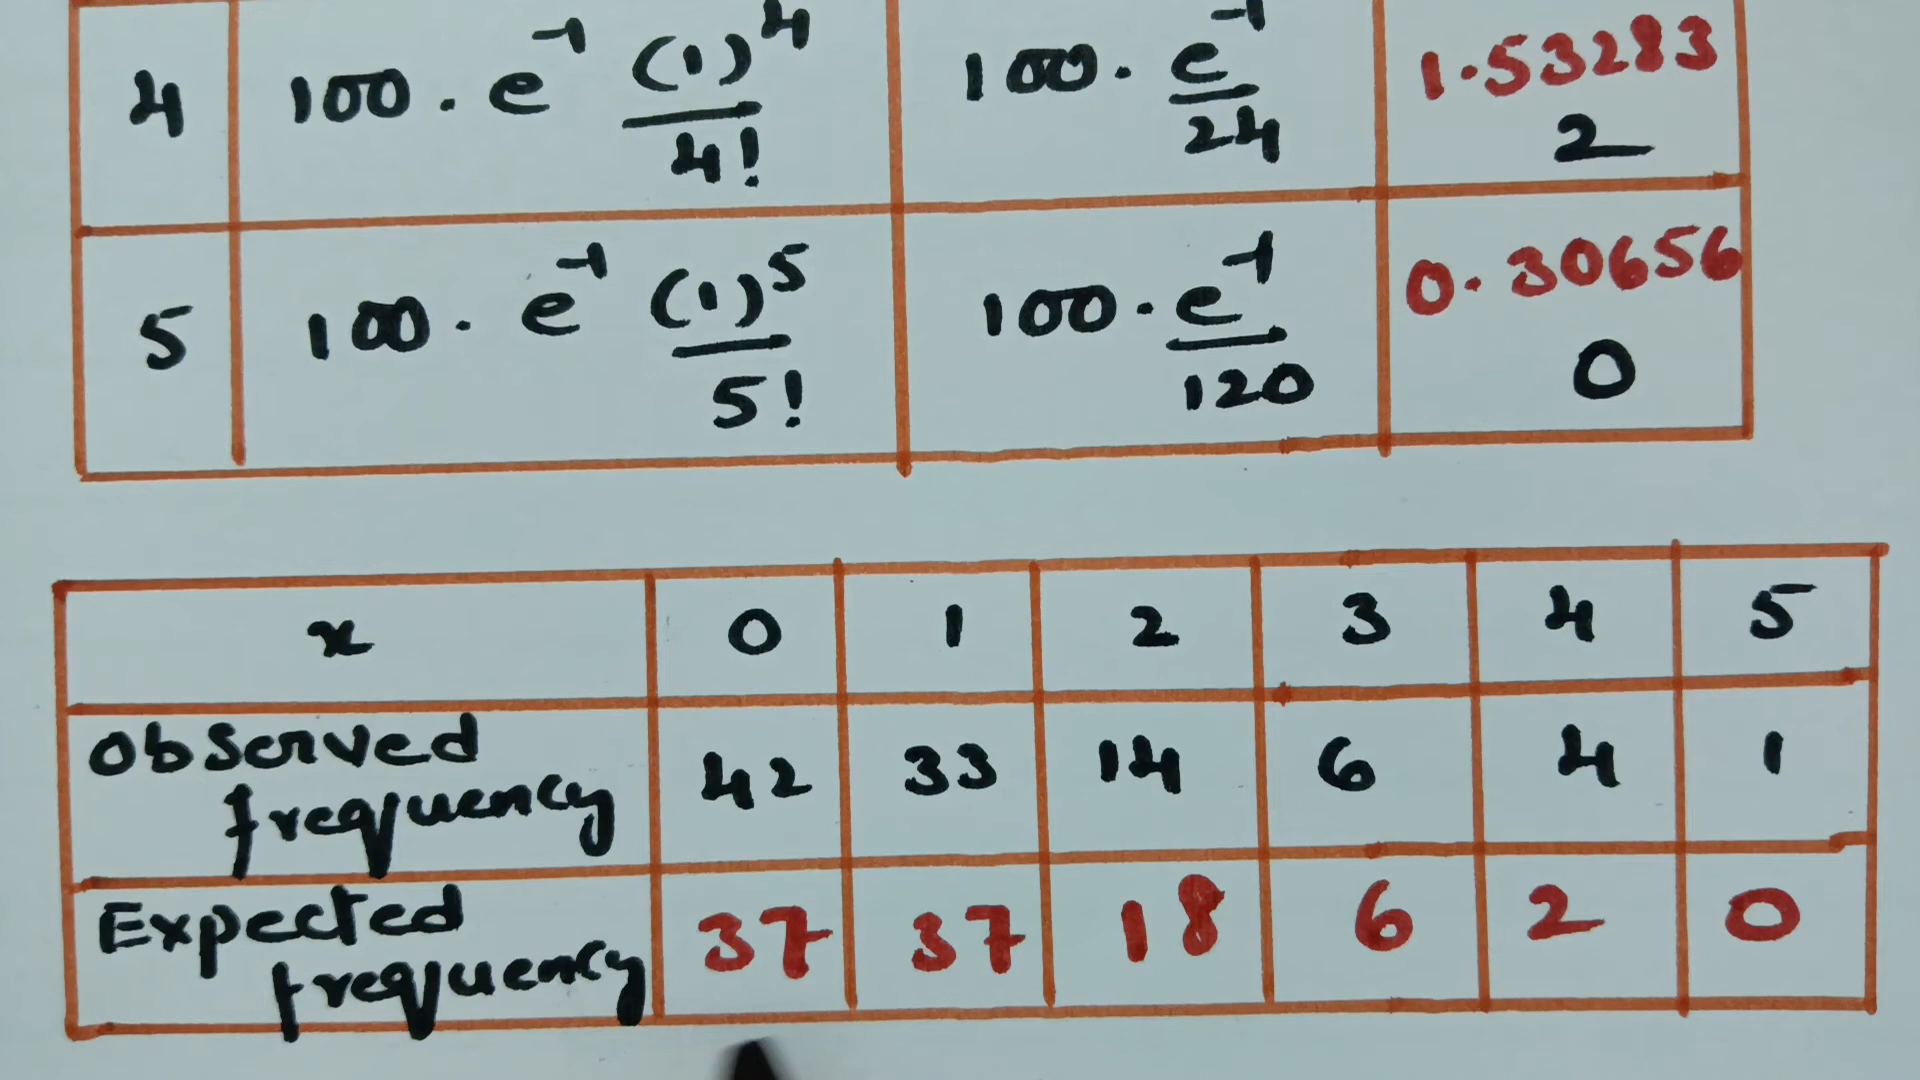 4 100 . e⁻¹ (1)⁴/4! 100 . e⁻¹/24 1.53283
2
5 100 . e⁻¹ (1)⁵/5! 100 . e⁻¹/120 0.30656
0
x 0 1 2 3 4 5
Observed frequency 42 33 14 6 4 1
Expected frequency 37 37 18 6 2 0